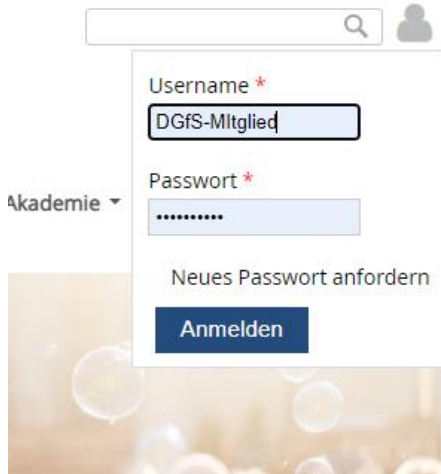 Username *
DGfS-MItglied
Passwort *
••••••••••
Akademie
Neues Passwort anfordern
Anmelden